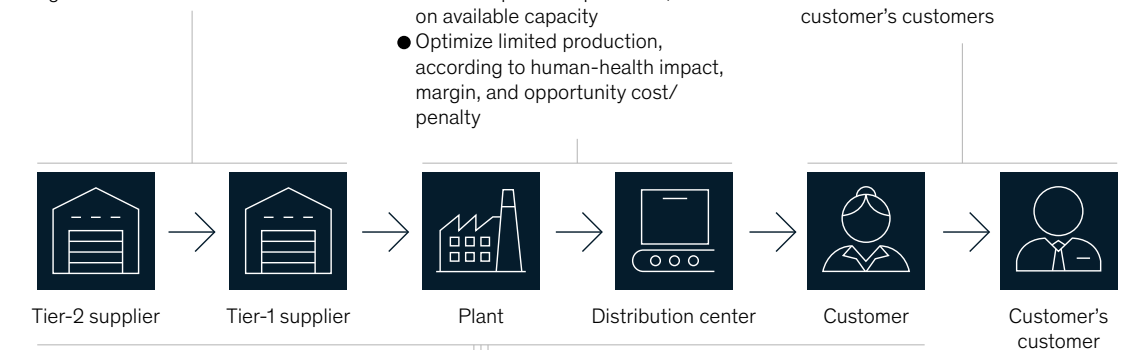 on available capacity
● Optimize limited production,
according to human-health impact,
margin, and opportunity cost/
penalty
customer’s customers
Tier-2 supplier
Tier-1 supplier
Plant
Distribution center
Customer
Customer’s
customer